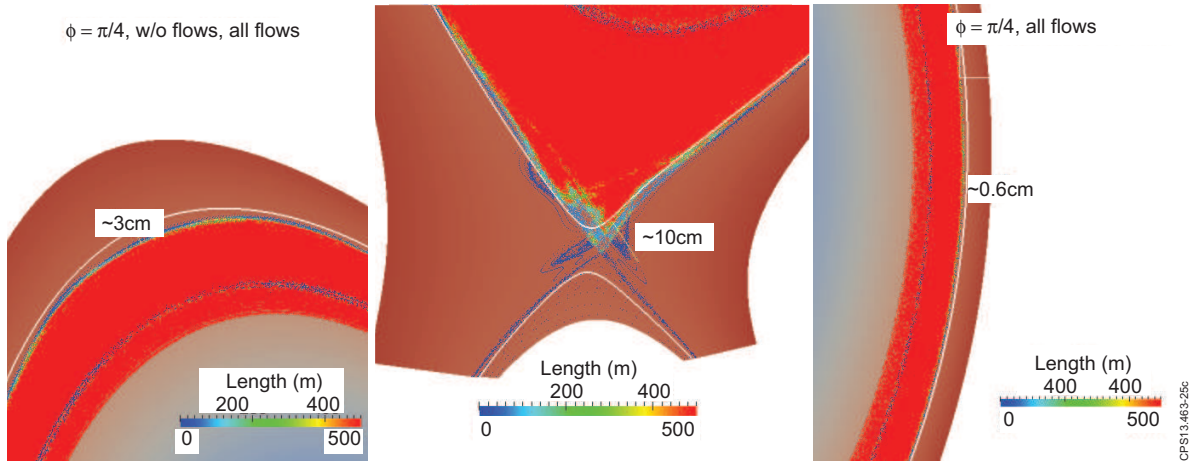 ϕ = π/4, w/o flows, all flows
~3cm
Length (m)
200 400
0 500
~10cm
Length (m)
200 400
0 500
ϕ = π/4, all flows
~0.6cm
Length (m)
400 400
0 500
CPS13.463-25c